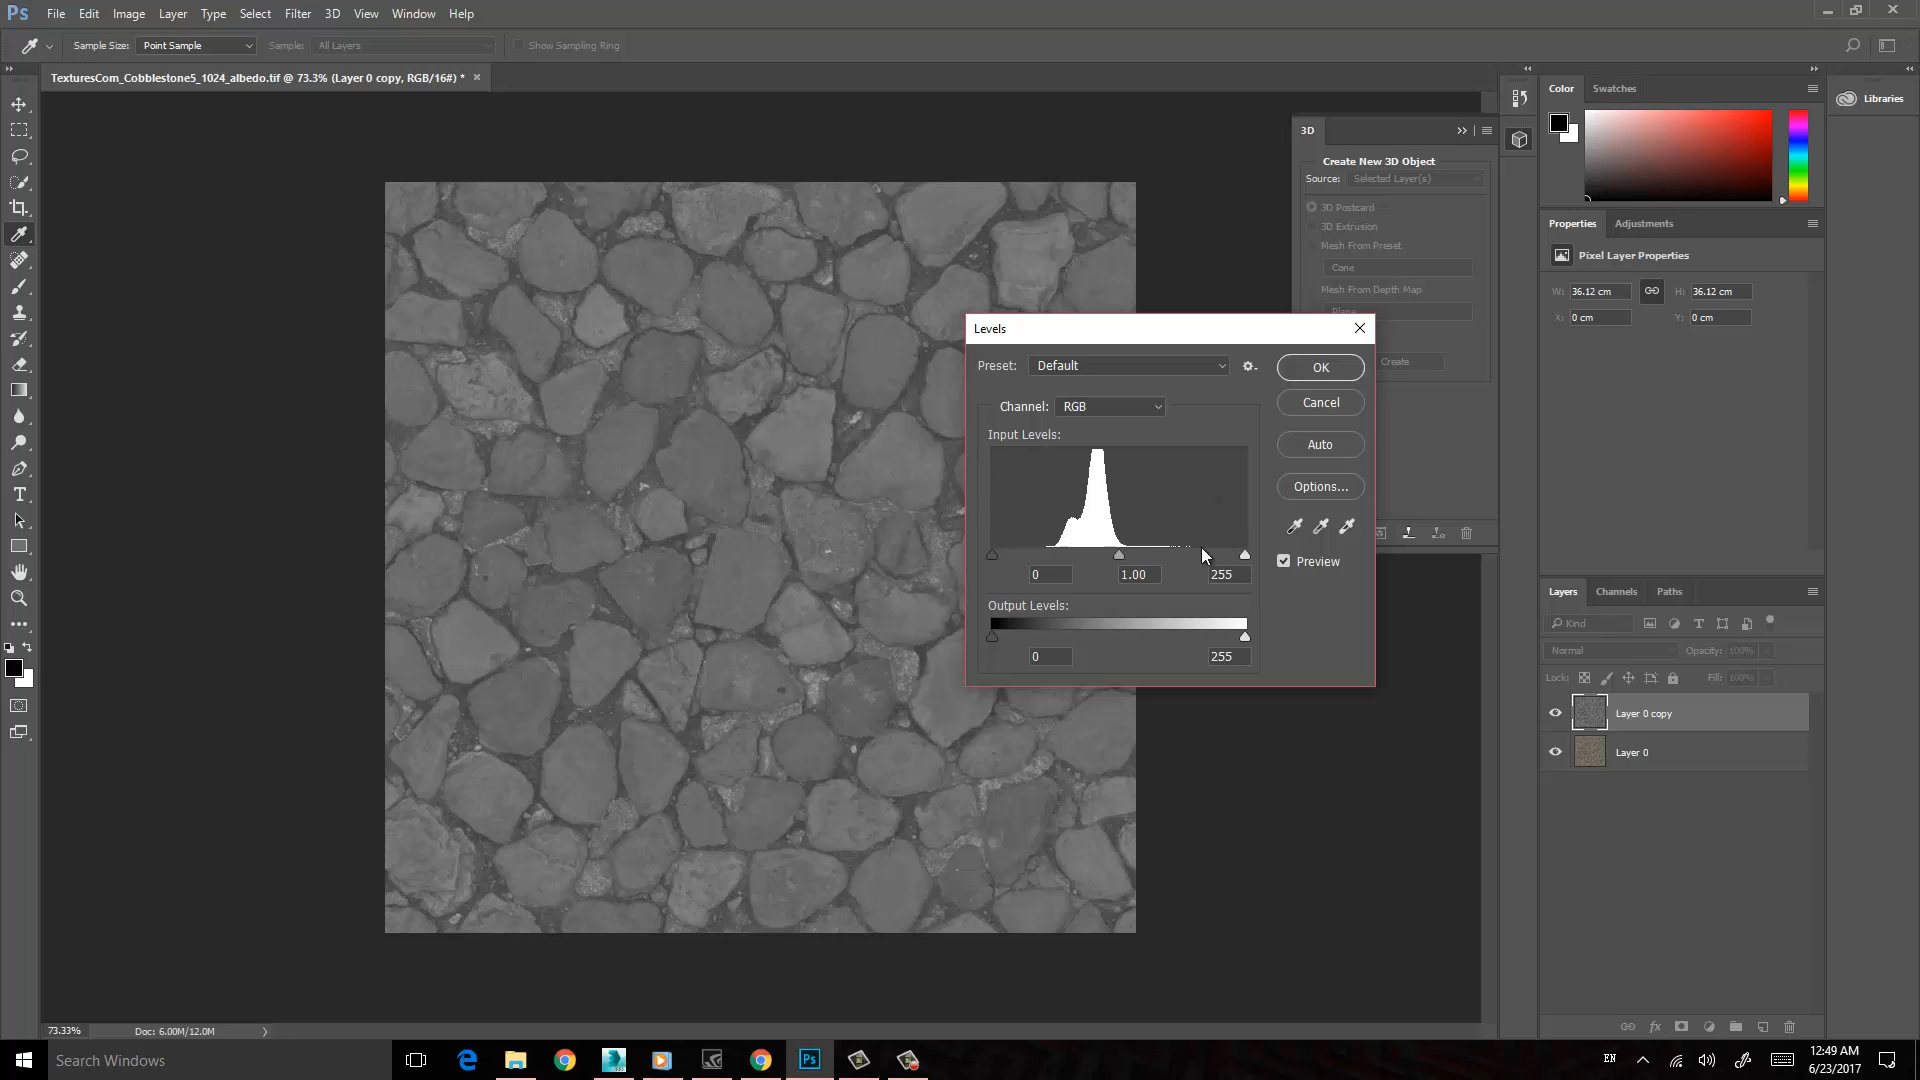 Ps File Edit Image Layer Type Select Filter 3D View Window Help
Sample Size: Point Sample Sample: All Layers Show Sampling Ring
TexturesCom_Cobblestone5_1024_albedo.tif @ 73.3% (Layer 0 copy, RGB/16#) *
3D
Create New 3D Object
Source: Selected Layer(s)
3D Postcard
3D Extrusion
Mesh From Preset
Cone
Mesh From Depth Map
Plane
Create
Levels
Preset: Default
OK
Cancel
Channel: RGB
Auto
Input Levels:
Options...
Preview
0 1.00 255
Output Levels:
0 255
Color Swatches
Libraries
Properties Adjustments
Pixel Layer Properties
W: 36.12 cm H: 36.12 cm
X: 0 cm Y: 0 cm
Layers Channels Paths
Kind
Normal Opacity: 100%
Lock: Fill: 100%
Layer 0 copy
Layer 0
fx
73.33% Doc: 6.00M/12.0M
Search Windows
Ps
EN
12:49 AM
6/23/2017